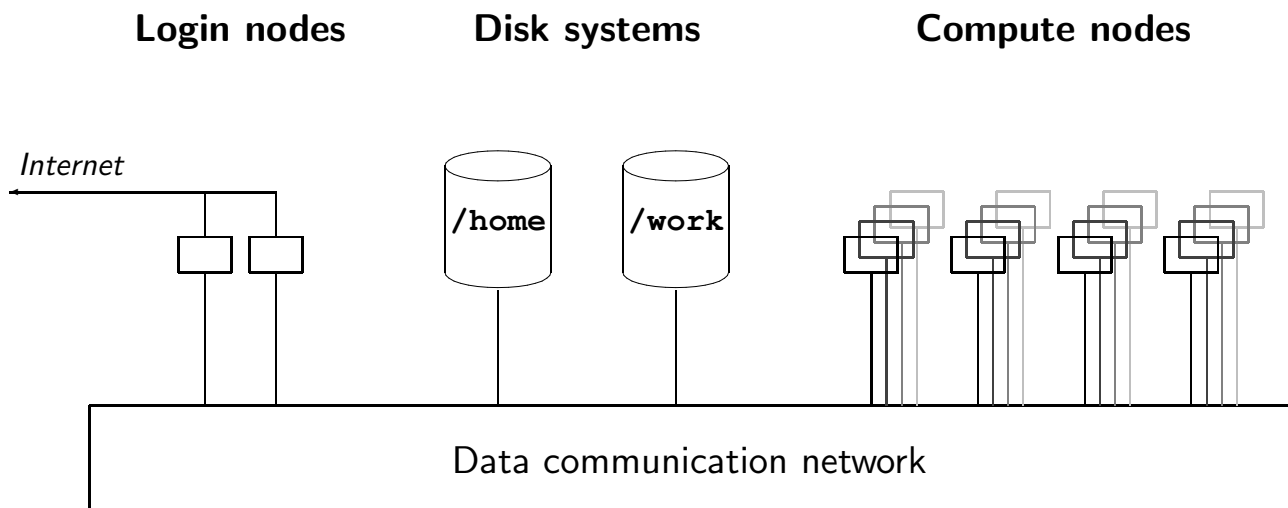 Login nodes
Disk systems
Compute nodes
Internet
/home
/work
Data communication network